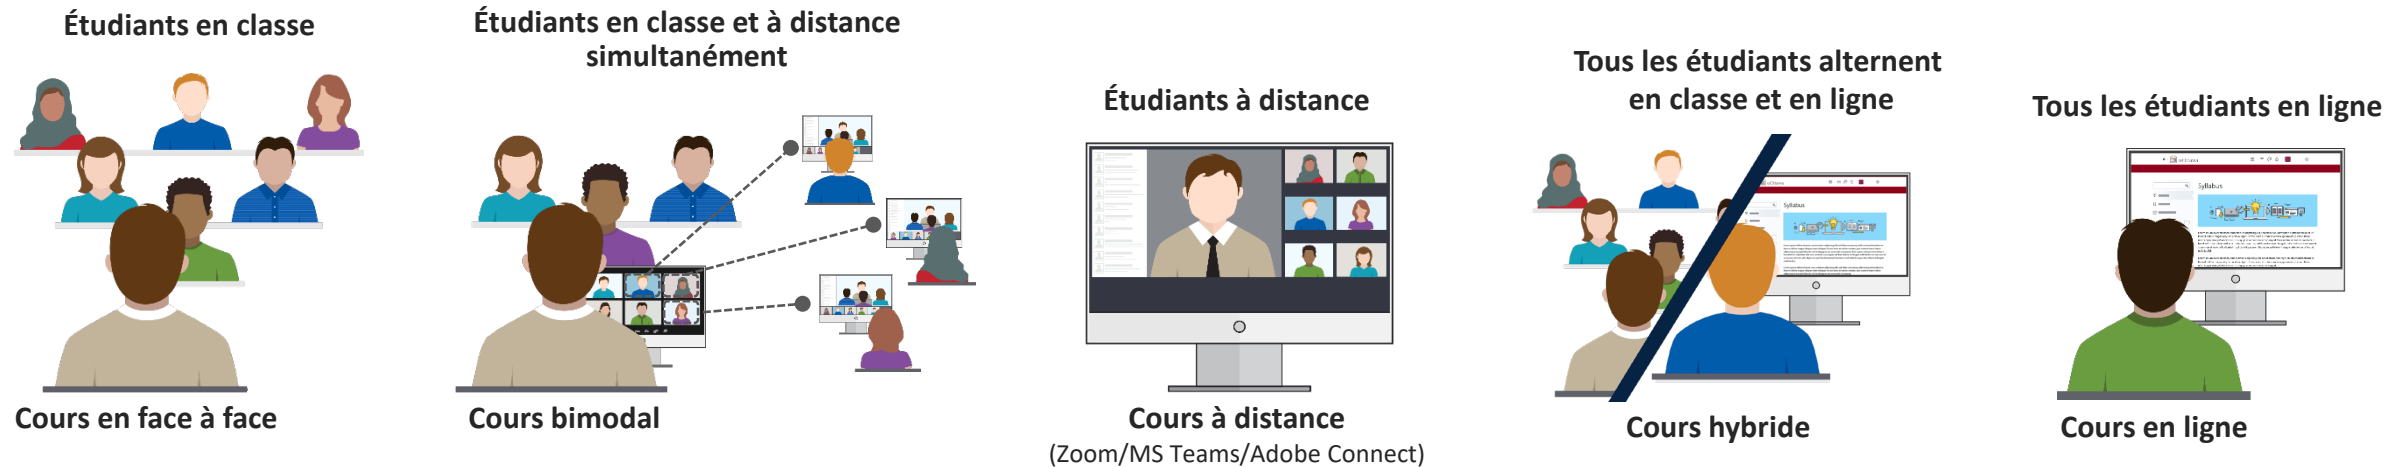 Étudiants en classe
Cours en face à face
Étudiants en classe et à distance
simultanément
Cours bimodal
Étudiants à distance
Cours à distance
(Zoom/MS Teams/Adobe Connect)
Tous les étudiants alternent
en classe et en ligne
Syllabus
Cours hybride
Tous les étudiants en ligne
Syllabus
Cours en ligne